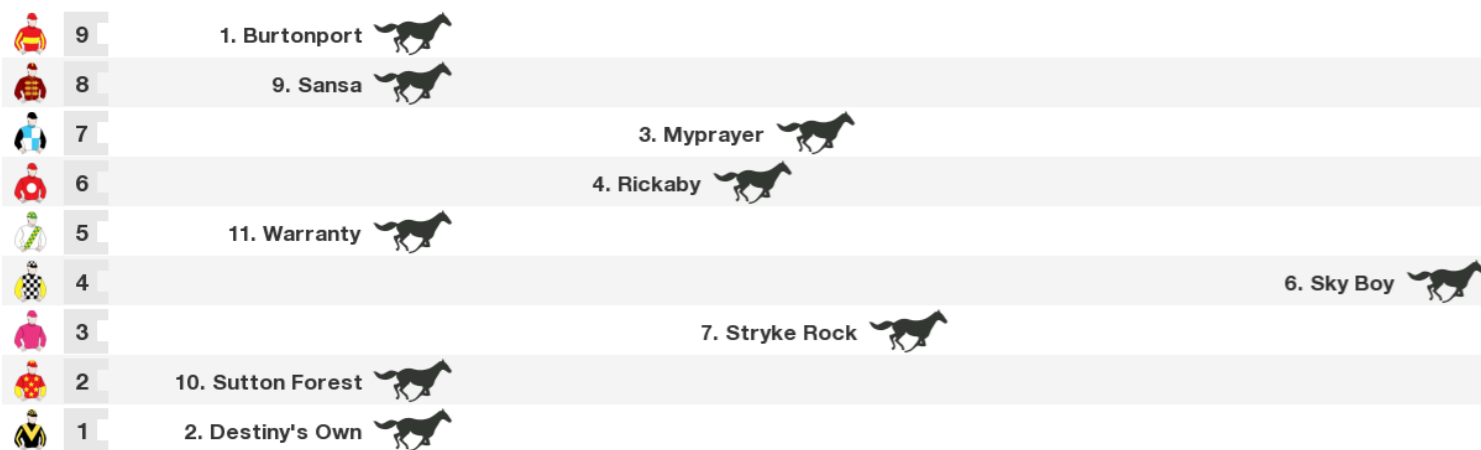 9 1. Burtonport
8 9. Sansa
7 3. Myprayer
6 4. Rickaby
5 11. Warranty
4 6. Sky Boy
3 7. Stryke Rock
2 10. Sutton Forest
1 2. Destiny's Own